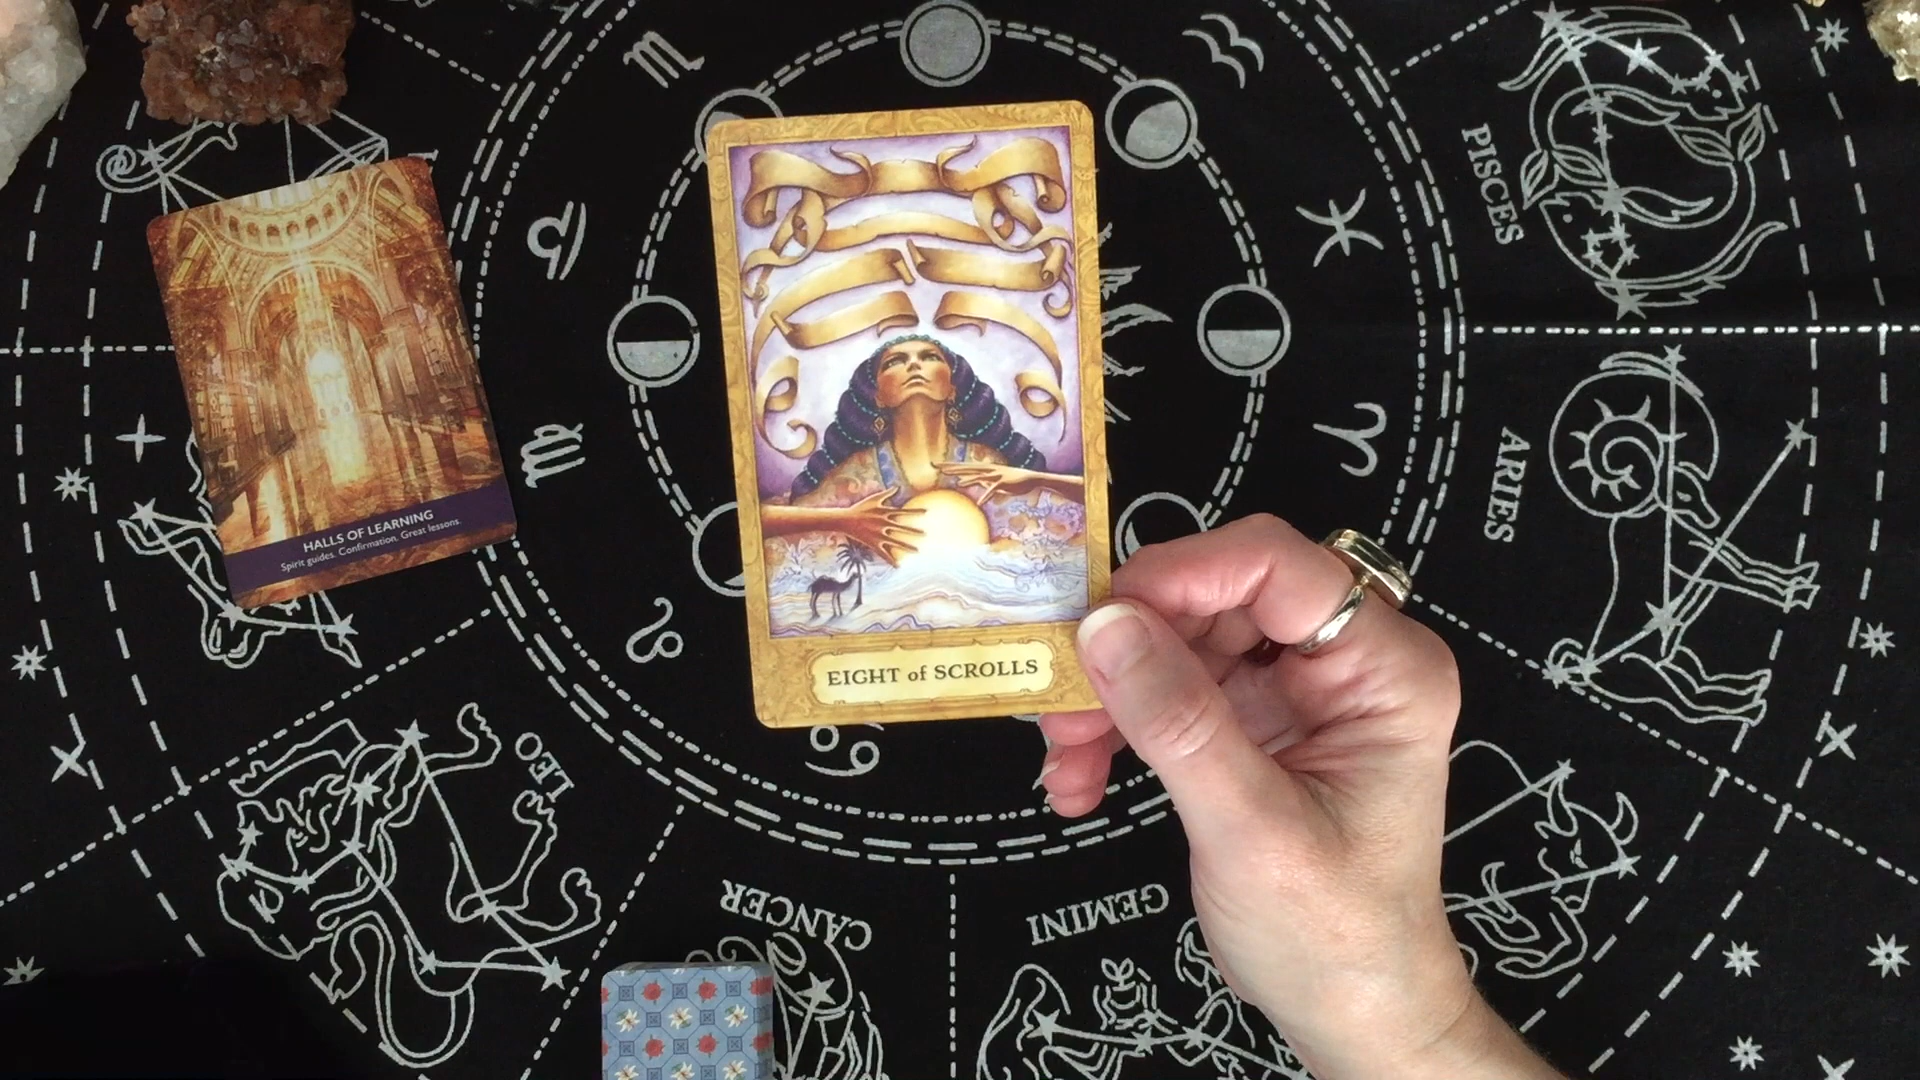 HALLS OF LEARNING
Spirit guides. Confirmation. Great lessons.
EIGHT of SCROLLS
PISCES
ARIES
LEO
CANCER
GEMINI